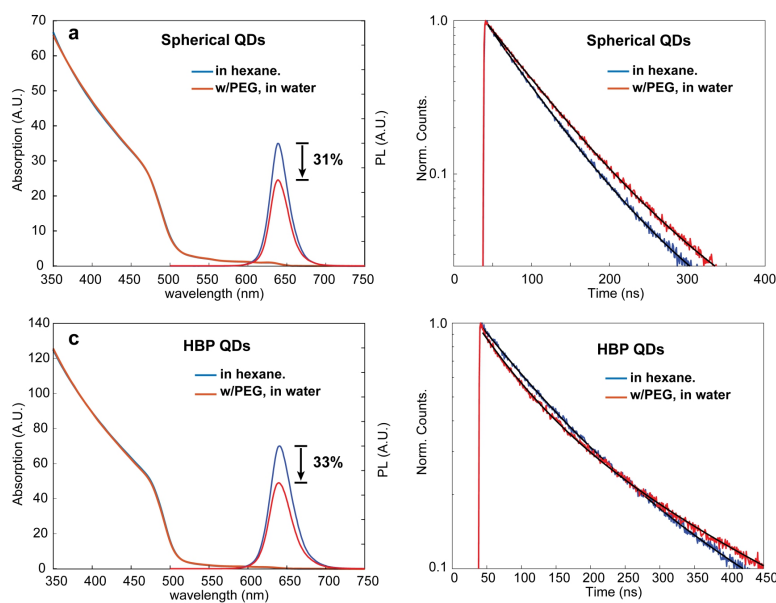 a
Spherical QDs
in hexane.
w/PEG, in water
31%
Absorption (A.U.)
PL (A.U.)
70
60
50
40
30
20
10
0
350 400 450 500 550 600 650 700 750
wavelength (nm)
Spherical QDs
in hexane.
w/PEG, in water
Norm. Counts.
1.0
0.1
0 100 200 300 400
Time (ns)
c
HBP QDs
in hexane.
w/PEG, in water
33%
Absorption (A.U.)
PL (A.U.)
140
120
100
80
60
40
20
0
350 400 450 500 550 600 650 700 750
wavelength (nm)
HBP QDs
in hexane.
w/PEG, in water
Norm. Counts.
1.0
0.1
0 50 100 150 200 250 300 350 400 450
Time (ns)